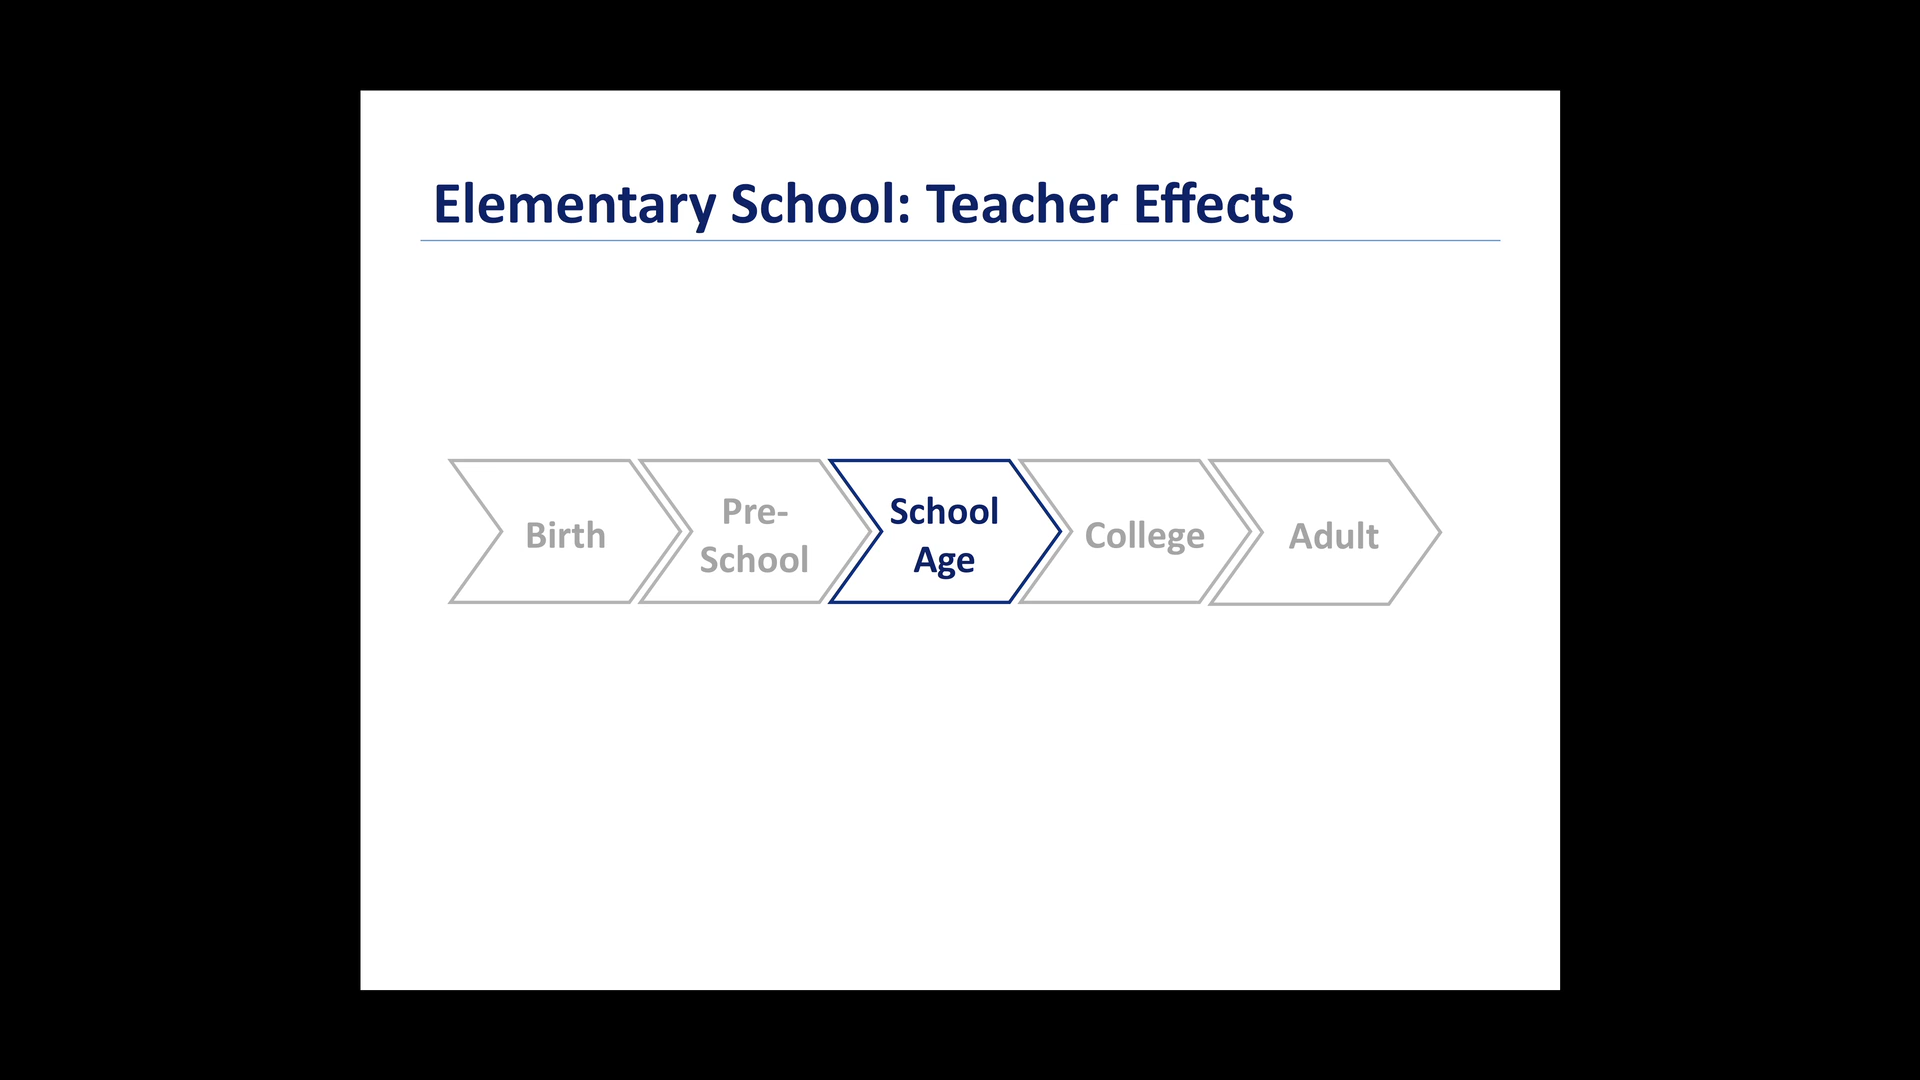 Elementary School: Teacher Effects
Birth
Pre-
School
School
Age
College
Adult